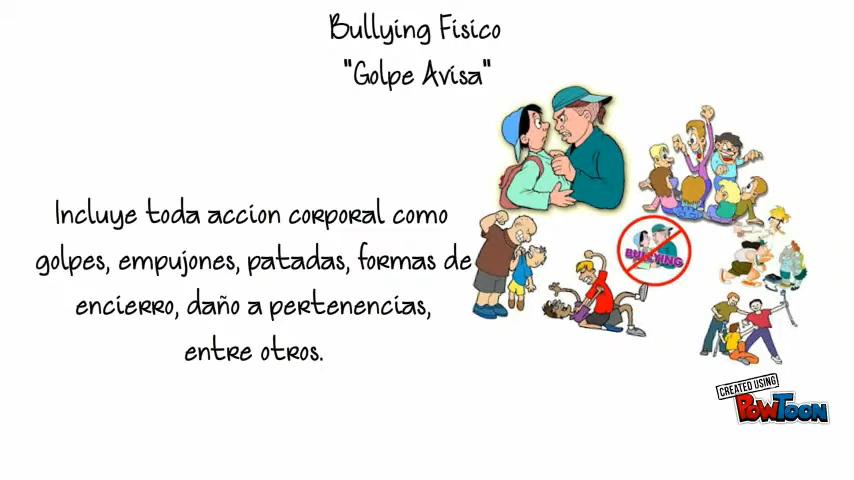 Bullying Fisico
"Golpe Avisa"
Incluye toda accion corporal como
golpes, empujones, patadas, formas de
encierro, daño a pertenencias,
entre otros.
BULLYING
CREATED USING
POWTOON